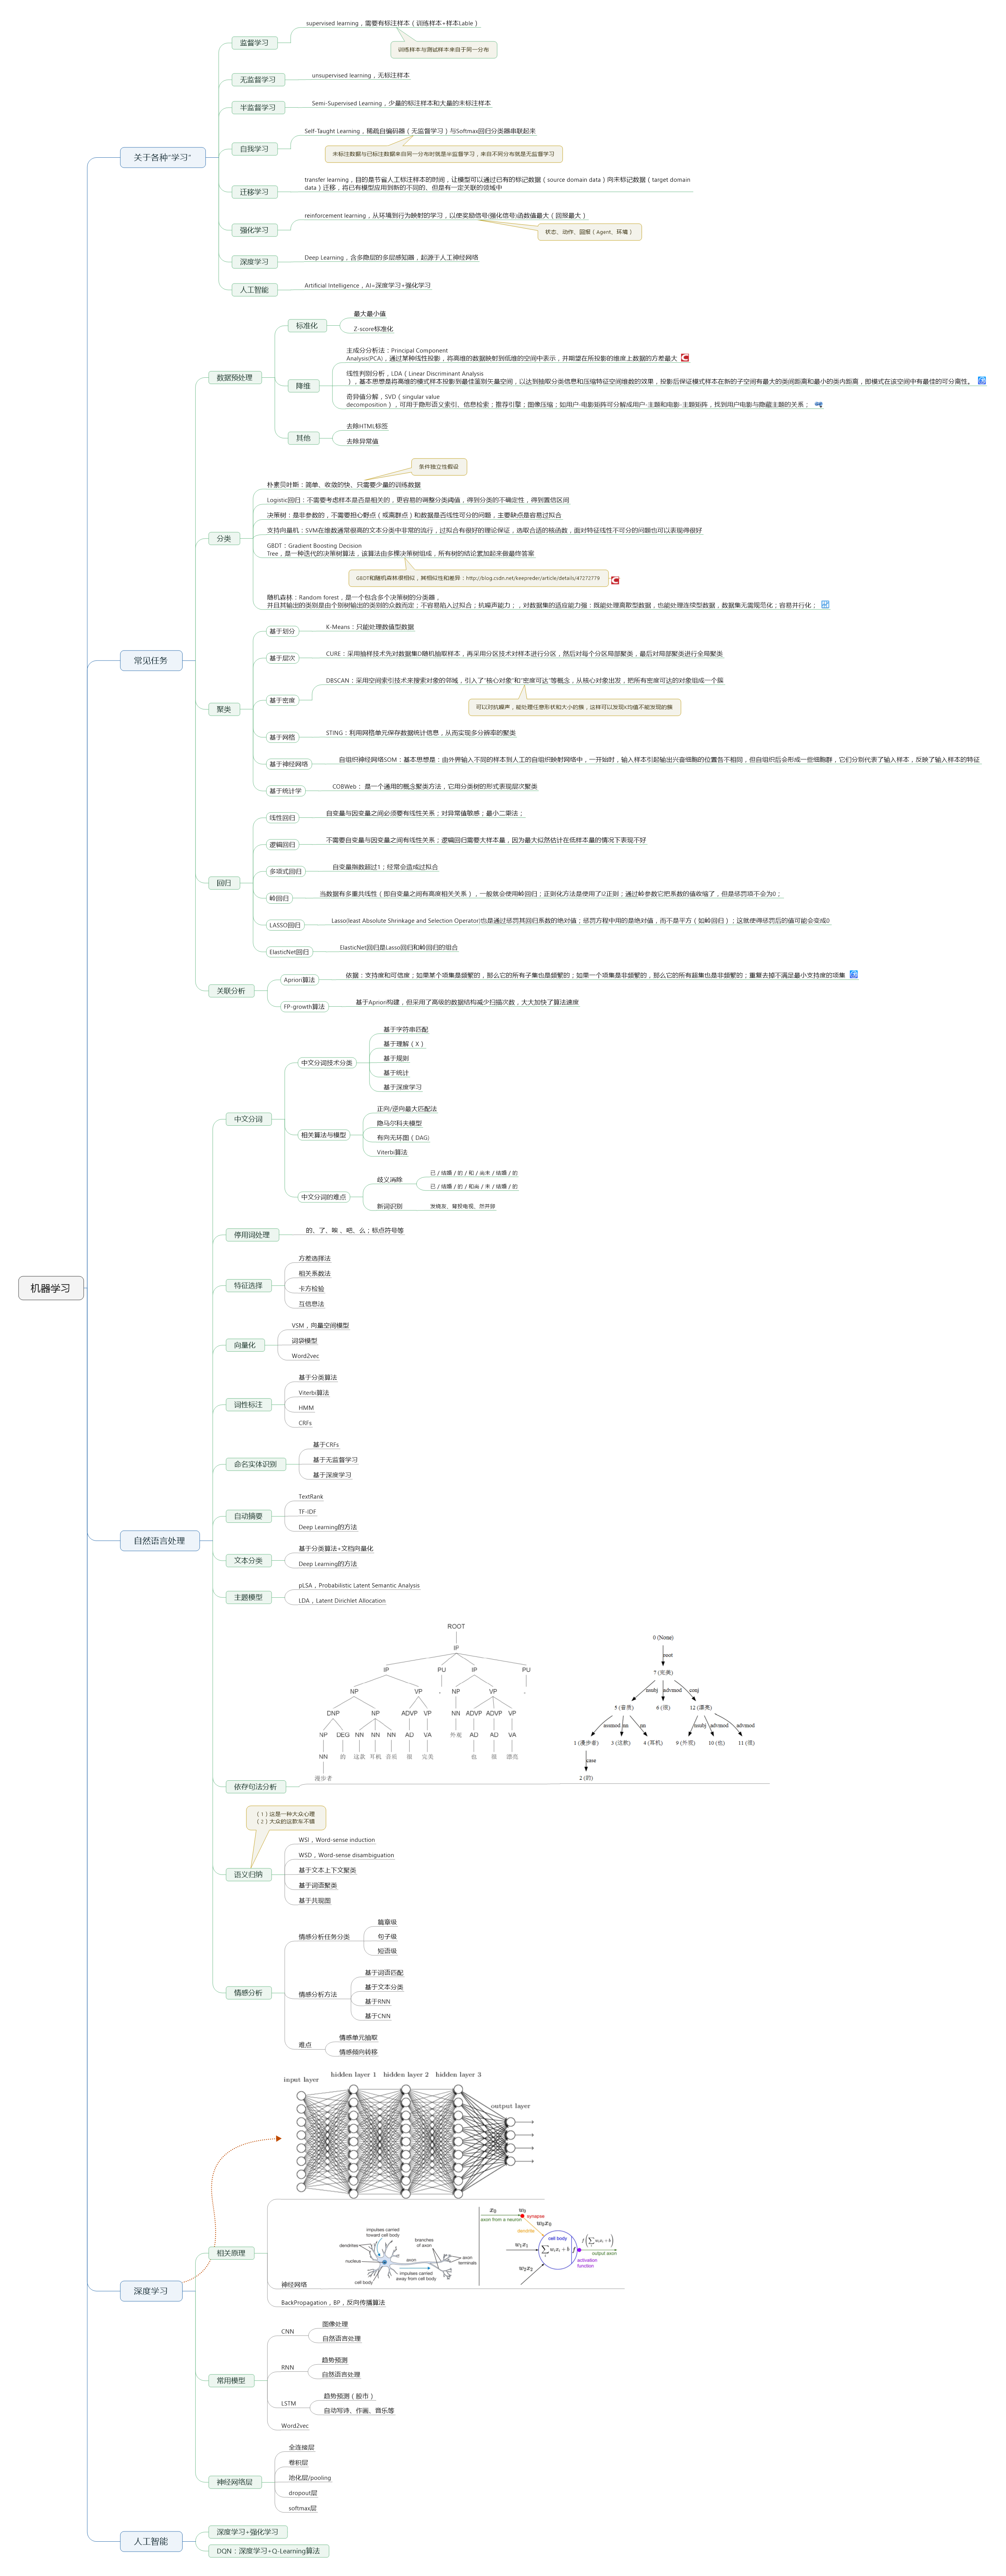 机器学习
关于各种"学习"
监督学习
supervised learning，需要有标注样本（训练样本+样本Lable）
训练样本与测试样本来自于同一分布
无监督学习
unsupervised learning，无标注样本
半监督学习
Semi-Supervised Learning，少量的标注样本和大量的未标注样本
自我学习
Self-Taught Learning，稀疏自编码器（无监督学习）与Softmax回归分类器串联起来
未标注数据与已标注数据来自同一分布时就是半监督学习，来自不同分布就是无监督学习
迁移学习
transfer learning，目的是节省人工标注样本的时间，让模型可以通过已有的标记数据（source domain data）向未标记数据（target domain
data）迁移，将已有模型应用到新的不同的、但是有一定关联的领域中
强化学习
reinforcement learning，从环境到行为映射的学习，以使奖励信号(强化信号)函数值最大（回报最大）
状态、动作、回报（Agent、环境）
深度学习
Deep Learning，含多隐层的多层感知器，起源于人工神经网络
人工智能
Artificial Intelligence，AI=深度学习+强化学习
常见任务
数据预处理
标准化
最大最小值
Z-score标准化
降维
主成分分析法：Principal Component
Analysis(PCA)，通过某种线性投影，将高维的数据映射到低维的空间中表示，并期望在所投影的维度上数据的方差最大
线性判别分析，LDA（Linear Discriminant Analysis
），基本思想是将高维的模式样本投影到最佳鉴别矢量空间，以达到抽取分类信息和压缩特征空间维数的效果，投影后保证模式样本在新的子空间有最大的类间距离和最小的类内距离，即模式在该空间中有最佳的可分离性。
奇异值分解，SVD（singular value
decomposition），可用于隐形语义索引、信息检索；推荐引擎；图像压缩；如用户-电影矩阵可分解成用户-主题和电影-主题矩阵，找到用户电影与隐藏主题的关系；
其他
去除HTML标签
去除异常值
分类
条件独立性假设
朴素贝叶斯：简单、收敛的快、只需要少量的训练数据
Logistic回归：不需要考虑样本是否是相关的，更容易的调整分类阈值，得到分类的不确定性，得到置信区间
决策树：是非参数的，不需要担心野点（或离群点）和数据是否线性可分的问题，主要缺点是容易过拟合
支持向量机：SVM在维数通常很高的文本分类中非常的流行，过拟合有很好的理论保证，选取合适的核函数，面对特征线性不可分的问题也可以表现得很好
GBDT：Gradient Boosting Decision
Tree，是一种迭代的决策树算法，该算法由多棵决策树组成，所有树的结论累加起来做最终答案
GBDT和随机森林很相似，其相似性和差异：http://blog.csdn.net/keepreder/article/details/47272779
随机森林：Random forest，是一个包含多个决策树的分类器，
并且其输出的类别是由个别树输出的类别的众数而定；不容易陷入过拟合；抗噪声能力；，对数据集的适应能力强：既能处理离散型数据，也能处理连续型数据，数据集无需规范化；容易并行化；
聚类
基于划分
K-Means：只能处理数值型数据
基于层次
CURE：采用抽样技术先对数据集D随机抽取样本，再采用分区技术对样本进行分区，然后对每个分区局部聚类，最后对局部聚类进行全局聚类
基于密度
DBSCAN：采用空间索引技术来搜索对象的邻域，引入了"核心对象"和"密度可达"等概念，从核心对象出发，把所有密度可达的对象组成一个簇
可以对抗噪声，能处理任意形状和大小的簇，这样可以发现K均值不能发现的簇
基于网格
STING：利用网格单元保存数据统计信息，从而实现多分辨率的聚类
基于神经网络
自组织神经网络SOM：基本思想是：由外界输入不同的样本到人工的自组织映射网络中，一开始时，输入样本引起输出兴奋细胞的位置各不相同，但自组织后会形成一些细胞群，它们分别代表了输入样本，反映了输入样本的特征
基于统计学
COBWeb： 是一个通用的概念聚类方法，它用分类树的形式表现层次聚类
回归
线性回归
自变量与因变量之间必须要有线性关系；对异常值敏感；最小二乘法；
逻辑回归
不需要自变量与因变量之间有线性关系；逻辑回归需要大样本量，因为最大似然估计在低样本量的情况下表现不好
多项式回归
自变量指数超过1；经常会造成过拟合
岭回归
当数据有多重共线性（即自变量之间有高度相关关系），一般就会使用岭回归；正则化方法是使用了l2正则；通过岭参数它把系数的值收缩了，但是惩罚项不会为0；
LASSO回归
Lasso(least Absolute Shrinkage and Selection Operator)也是通过惩罚其回归系数的绝对值；惩罚方程中用的是绝对值，而不是平方（如岭回归）；这就使得惩罚后的值可能会变成0
ElasticNet回归
ElasticNet回归是Lasso回归和岭回归的组合
关联分析
Apriori算法
依据：支持度和可信度；如果某个项集是频繁的，那么它的所有子集也是频繁的；如果一个项集是非频繁的，那么它的所有超集也是非频繁的；重复去掉不满足最小支持度的项集
FP-growth算法
基于Apriori构建，但采用了高级的数据结构减少扫描次数，大大加快了算法速度
自然语言处理
中文分词
中文分词技术分类
基于字符串匹配
基于理解（X）
基于规则
基于统计
基于深度学习
相关算法与模型
正向/逆向最大匹配法
隐马尔科夫模型
有向无环图（DAG)
Viterbi算法
中文分词的难点
歧义消除
已 / 结婚 / 的 / 和 / 尚未 / 结婚 / 的
已 / 结婚 / 的 / 和尚 / 未 / 结婚 / 的
新词识别
发烧友、背投电视、然并卵
停用词处理
的、了、嘛 、吧、么；标点符号等
特征选择
方差选择法
相关系数法
卡方检验
互信息法
向量化
VSM，向量空间模型
词袋模型
Word2vec
词性标注
基于分类算法
Viterbi算法
HMM
CRFs
命名实体识别
基于CRFs
基于无监督学习
基于深度学习
自动摘要
TextRank
TF-IDF
Deep Learning的方法
文本分类
基于分类算法+文档向量化
Deep Learning的方法
主题模型
pLSA，Probabilistic Latent Semantic Analysis
LDA，Latent Dirichlet Allocation
依存句法分析
ROOT
IP
IP PU IP PU
NP VP ， NP VP 。
DNP NP ADVP VP NN ADVP ADVP VP
NP DEG NN NN NN AD VA 外观 AD AD VA
NN 的 这款 耳机 音质 很 完美 也 很 漂亮
漫步者
0 (None)
root
7 (完美)
nsubj advmod conj
5 (音质) 6 (很) 12 (漂亮)
assmod nn nn nsubj advmod advmod
1 (漫步者) 3 (这款) 4 (耳机) 9 (外观) 10 (也) 11 (很)
case
2 (的)
语义归纳
（1）这是一种大众心理
（2）大众的这款车不错
WSI，Word-sense induction
WSD，Word-sense disambiguation
基于文本上下文聚类
基于词语聚类
基于共现图
情感分析
情感分析任务分类
篇章级
句子级
短语级
情感分析方法
基于词语匹配
基于文本分类
基于RNN
基于CNN
难点
情感单元抽取
情感倾向转移
深度学习
相关原理
input layer
hidden layer 1 hidden layer 2 hidden layer 3
output layer
神经网络
impulses carried
toward cell body
dendrites
nucleus
cell body
axon
branches
of axon
axon
terminals
impulses carried
away from cell body
x0 w0
axon from a neuron
synapse
w0x0
dendrite
cell body
w1x1
∑ wixi + b
f
f(∑ wixi + b)
output axon
activation
function
w2x2
BackPropagation，BP，反向传播算法
常用模型
CNN
图像处理
自然语言处理
RNN
趋势预测
自然语言处理
LSTM
趋势预测（股市）
自动写诗、作画、音乐等
Word2vec
神经网络层
全连接层
卷积层
池化层/pooling
dropout层
softmax层
人工智能
深度学习+强化学习
DQN：深度学习+Q-Learning算法